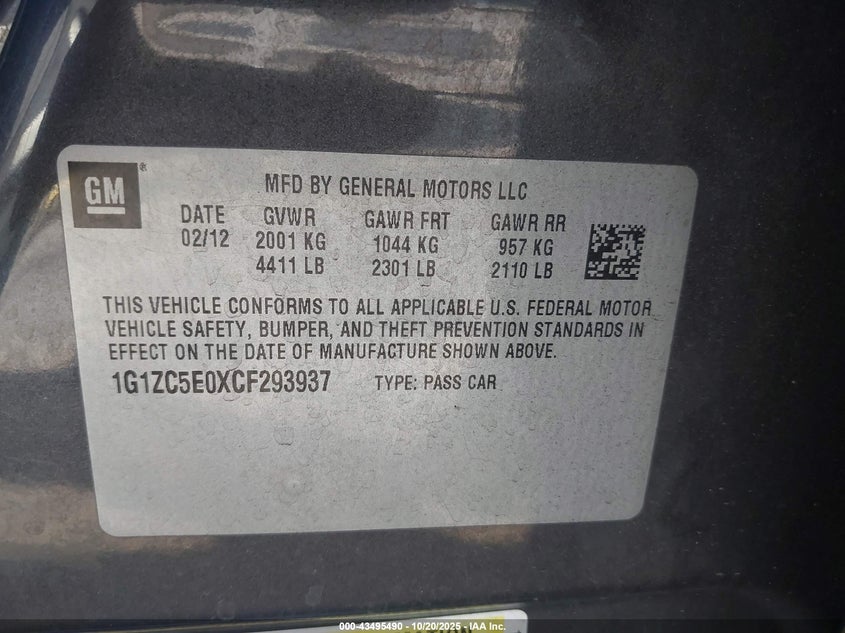 GM
MFD BY GENERAL MOTORS LLC
DATE GVWR GAWR FRT GAWR RR
02/12 2001 KG 1044 KG 957 KG
4411 LB 2301 LB 2110 LB
THIS VEHICLE CONFORMS TO ALL APPLICABLE U.S. FEDERAL MOTOR
VEHICLE SAFETY, BUMPER, AND THEFT PREVENTION STANDARDS IN
EFFECT ON THE DATE OF MANUFACTURE SHOWN ABOVE.
1G1ZC5E0XCF293937 TYPE: PASS CAR
000-43495490 - 10/20/2025 - IAA Inc.